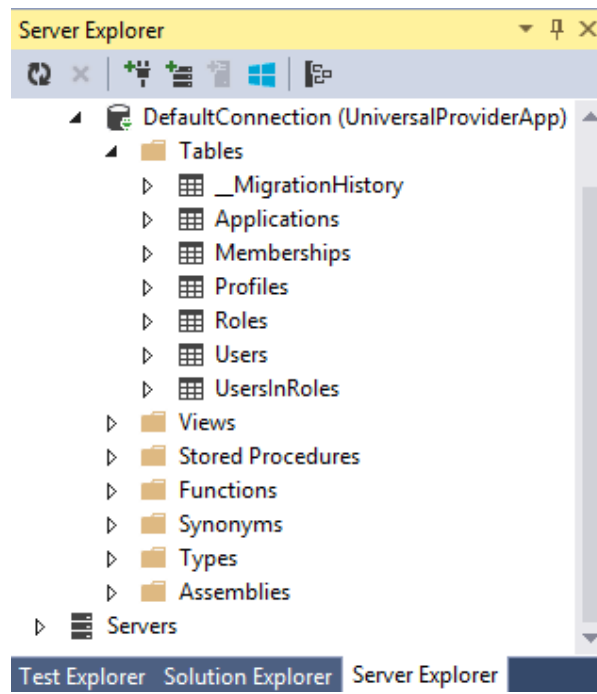 Server Explorer
DefaultConnection (UniversalProviderApp)
Tables
__MigrationHistory
Applications
Memberships
Profiles
Roles
Users
UsersInRoles
Views
Stored Procedures
Functions
Synonyms
Types
Assemblies
Servers
Test Explorer Solution Explorer Server Explorer